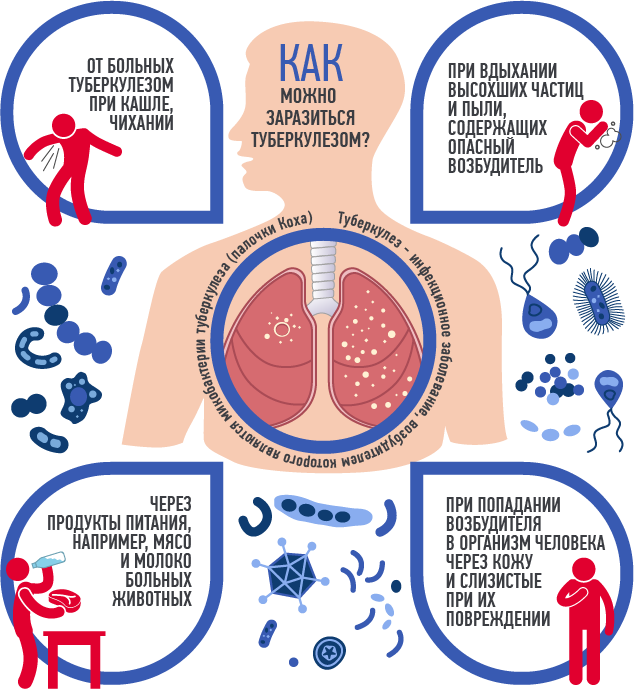 КАК
МОЖНО
ЗАРАЗИТЬСЯ
ТУБЕРКУЛЕЗОМ?
ОТ БОЛЬНЫХ
ТУБЕРКУЛЕЗОМ
ПРИ КАШЛЕ,
ЧИХАНИИ
ПРИ ВДЫХАНИИ
ВЫСОХШИХ ЧАСТИЦ
И ПЫЛИ,
СОДЕРЖАЩИХ
ОПАСНЫЙ
ВОЗБУДИТЕЛЬ
Туберкулез - инфекционное заболевание, возбудителем которого являются микобактерии туберкулеза (палочки Коха)
ЧЕРЕЗ
ПРОДУКТЫ ПИТАНИЯ,
НАПРИМЕР, МЯСО
И МОЛОКО
БОЛЬНЫХ
ЖИВОТНЫХ
ПРИ ПОПАДАНИИ
ВОЗБУДИТЕЛЯ
В ОРГАНИЗМ ЧЕЛОВЕКА
ЧЕРЕЗ КОЖУ
И СЛИЗИСТЫЕ
ПРИ ИХ
ПОВРЕЖДЕНИИ